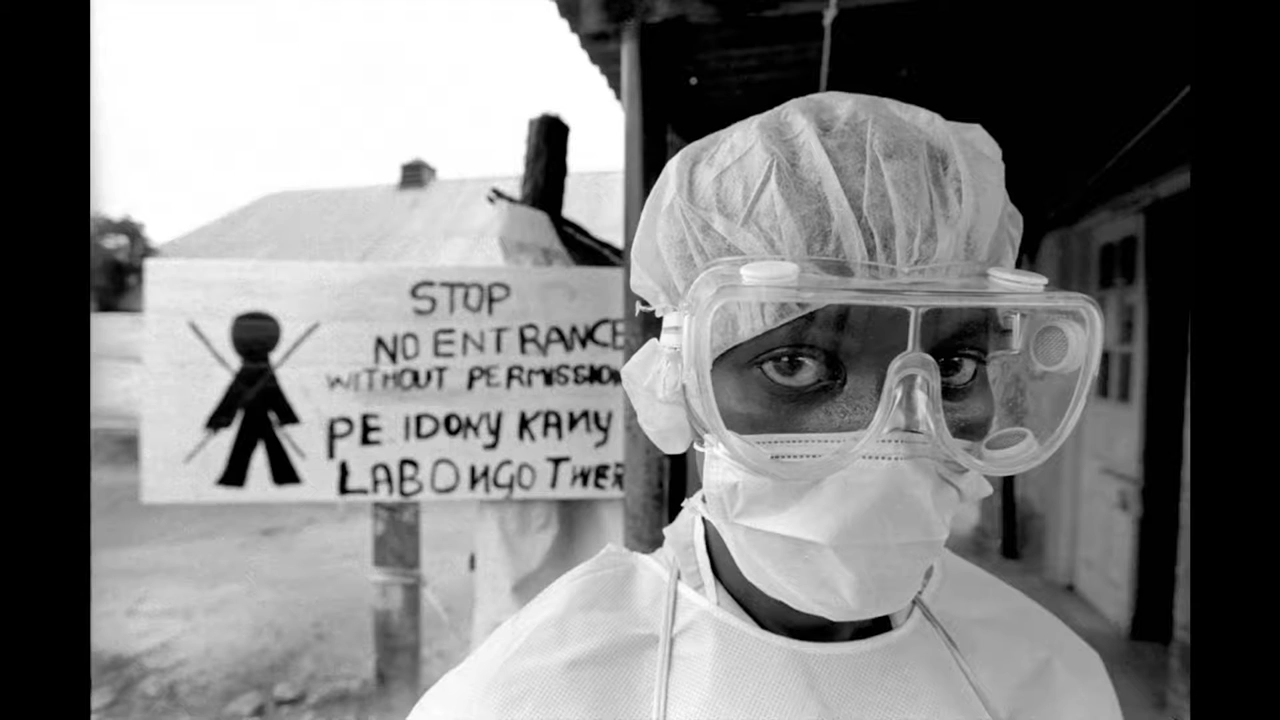 STOP
NO ENTRANCE
WITHOUT PERMISSION
PE IDONY KANY
LABONGO TWER